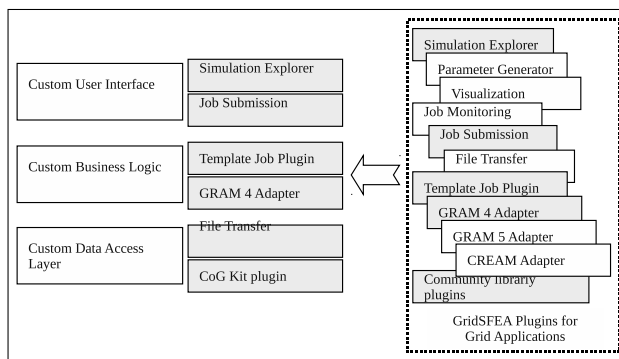 Custom User Interface
Simulation Explorer
Job Submission
Custom Business Logic
Template Job Plugin
GRAM 4 Adapter
Custom Data Access
Layer
File Transfer
CoG Kit plugin
Simulation Explorer
Parameter Generator
Visualization
Job Monitoring
Job Submission
File Transfer
Template Job Plugin
GRAM 4 Adapter
GRAM 5 Adapter
CREAM Adapter
Community library
plugins
GridSFEA Plugins for
Grid Applications